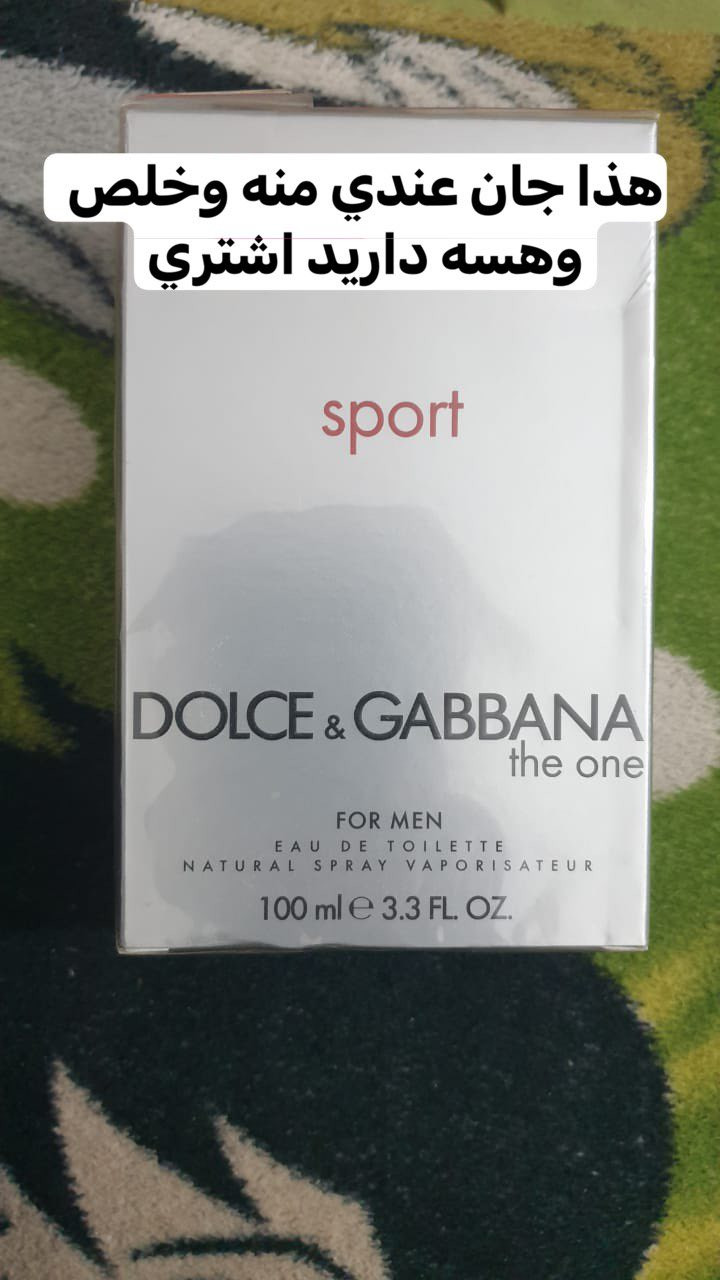 هذا جان عندي منه وخلص
وهسه داريد اشتري
sport
DOLCE & GABBANA
the one
FOR MEN
EAU DE TOILETTE
NATURAL SPRAY VAPORISATEUR
100 ml ℮ 3.3 FL. OZ.